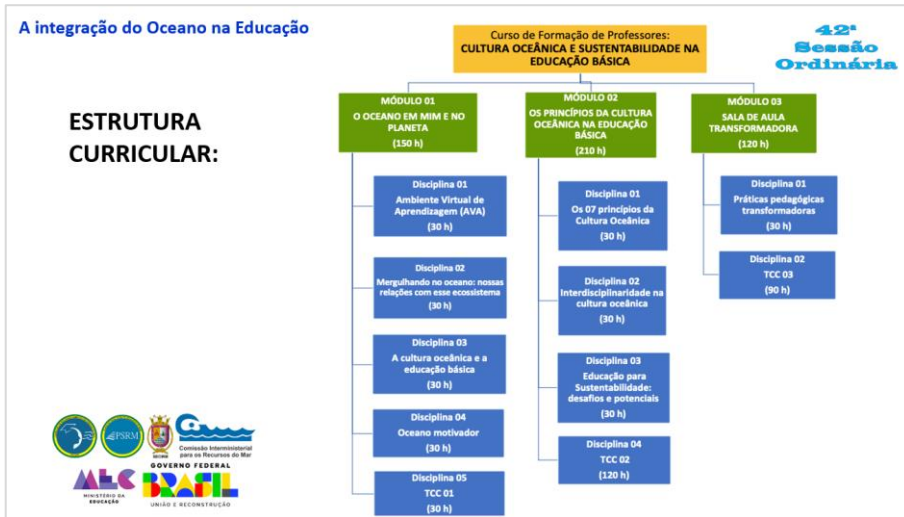 A integração do Oceano na Educação
42ª
Sessão
Ordinária
Curso de Formação de Professores:
CULTURA OCEÂNICA E SUSTENTABILIDADE NA
EDUCAÇÃO BÁSICA
ESTRUTURA
CURRICULAR:
MÓDULO 01
O OCEANO EM MIM E NO
PLANETA
(150 h)
Disciplina 01
Ambiente Virtual de
Aprendizagem (AVA)
(30 h)
Disciplina 02
Mergulhando no oceano: nossas
relações com esse ecossistema
(30 h)
Disciplina 03
A cultura oceânica e a
educação básica
(30 h)
Disciplina 04
Oceano motivador
(30 h)
Disciplina 05
TCC 01
(30 h)
MÓDULO 02
OS PRINCÍPIOS DA CULTURA
OCEÂNICA NA EDUCAÇÃO
BÁSICA
(210 h)
Disciplina 01
Os 07 princípios da
Cultura Oceânica
(30 h)
Disciplina 02
Interdisciplinaridade na
cultura oceânica
(30 h)
Disciplina 03
Educação para
Sustentabilidade:
desafios e potenciais
(30 h)
Disciplina 04
TCC 02
(120 h)
MÓDULO 03
SALA DE AULA
TRANSFORMADORA
(120 h)
Disciplina 01
Práticas pedagógicas
transformadoras
(30 h)
Disciplina 02
TCC 03
(90 h)
PSRM
SECIRM
Comissão Interministerial
para os Recursos do Mar
MEC
MINISTÉRIO DA
EDUCAÇÃO
GOVERNO FEDERAL
BRASIL
UNIÃO E RECONSTRUÇÃO